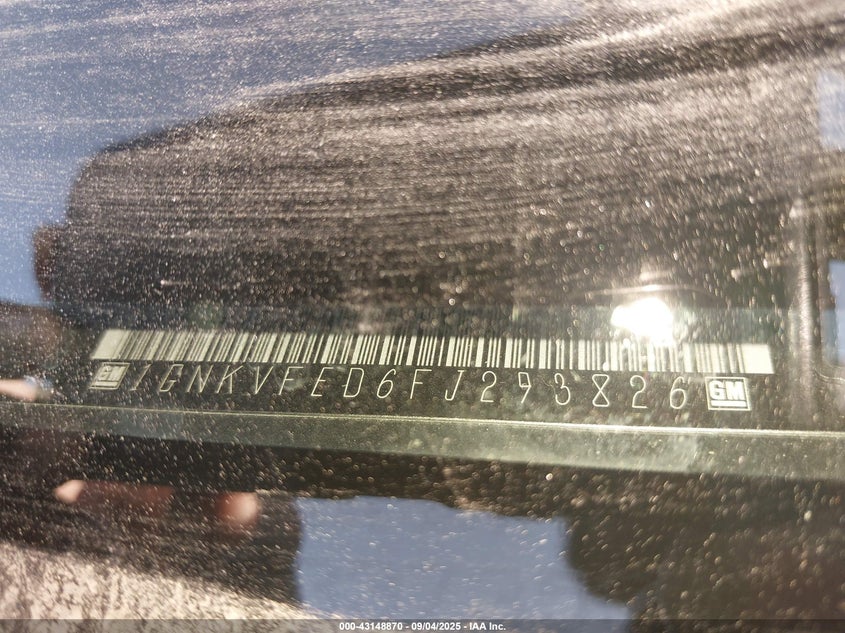 GM 1GNKVFED6FJ293826 GM
000-43148870 - 09/04/2025 - IAA Inc.